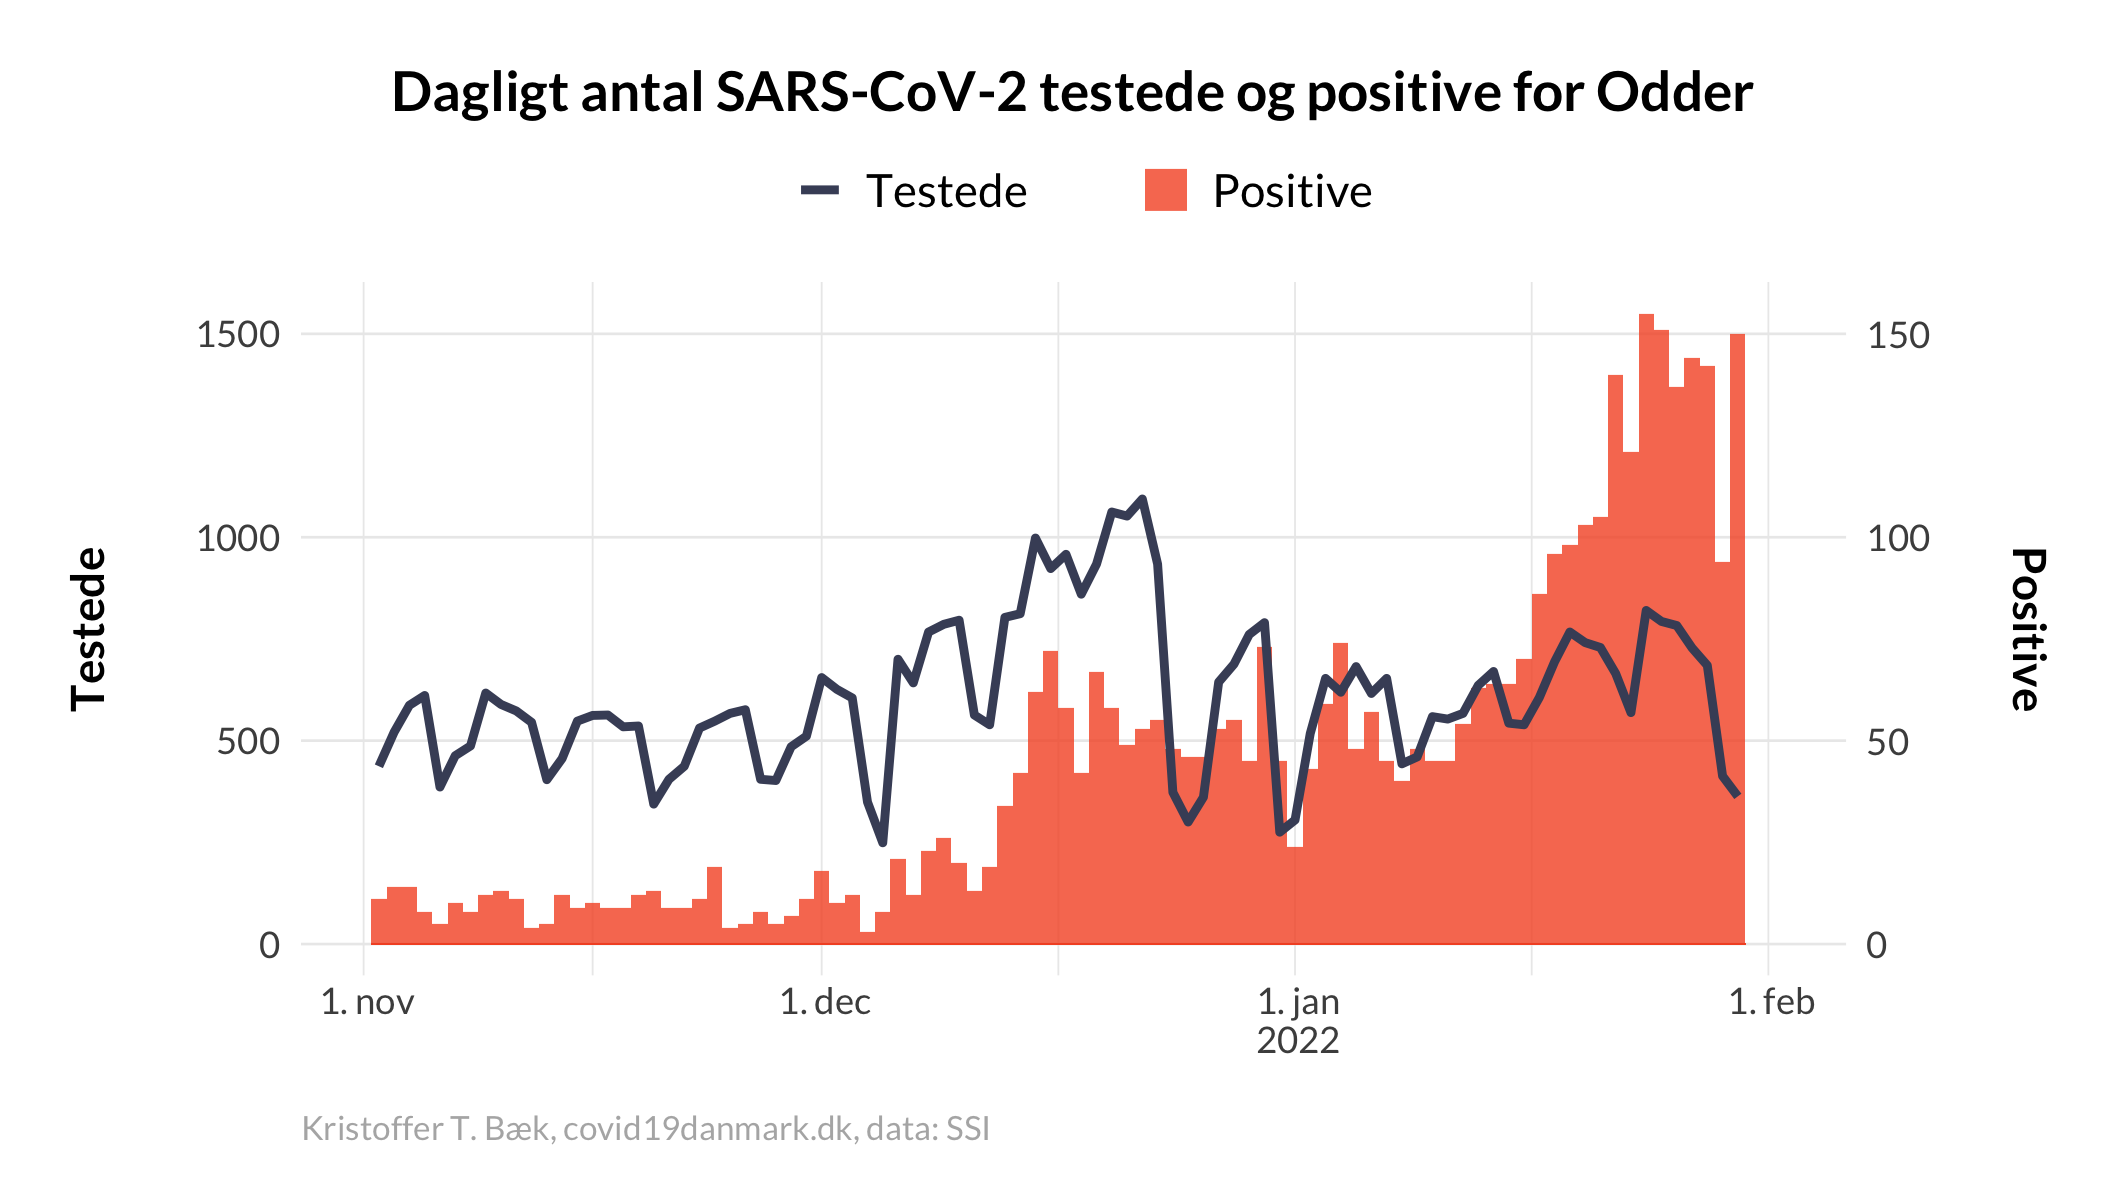 Dagligt antal SARS-CoV-2 testede og positive for Odder
Testede Positive
1500 150
1000 100
500 50
0 0
Testede
Positive
1. nov 1. dec 1. jan 1. feb
2022
Kristoffer T. Bæk, covid19danmark.dk, data: SSI